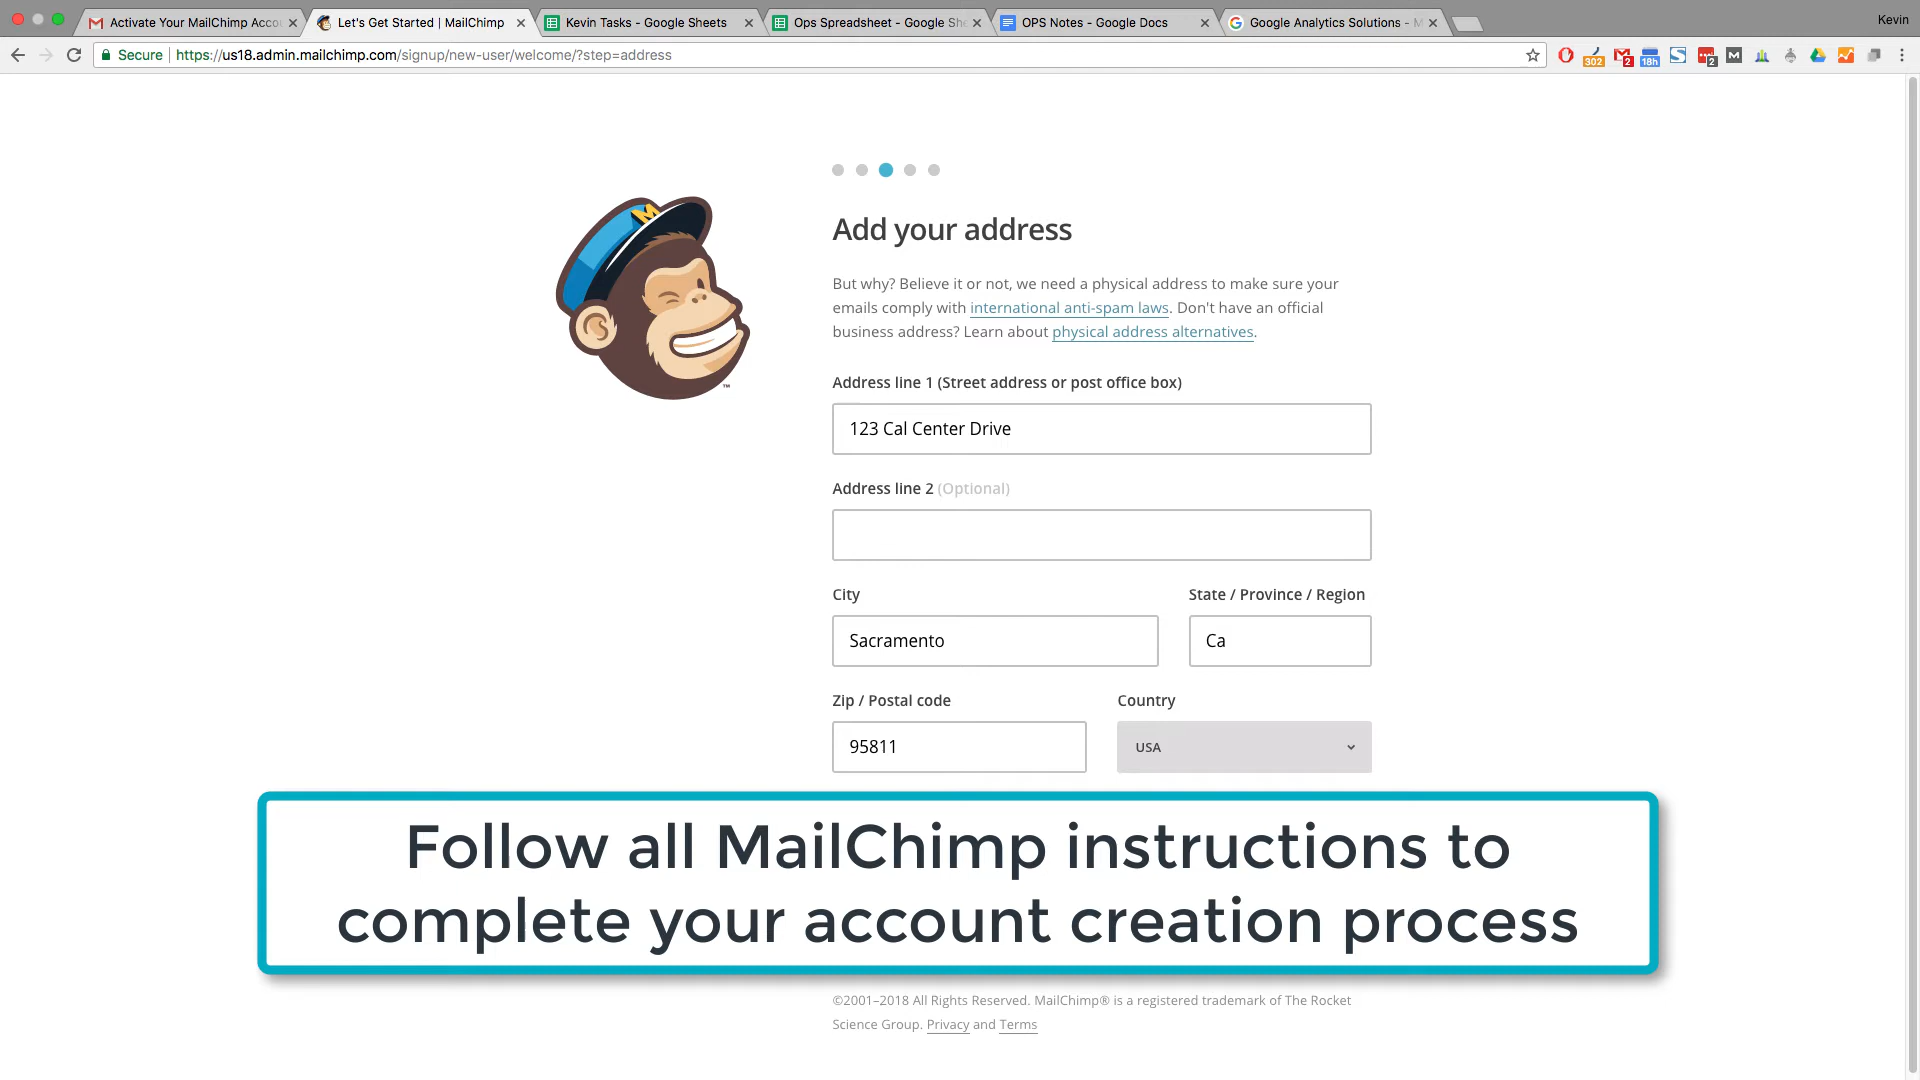 Kevin
Activate Your MailChimp Acco
Let's Get Started | MailChimp
Kevin Tasks - Google Sheets
Ops Spreadsheet - Google She
OPS Notes - Google Docs
Google Analytics Solutions - M
Secure
https://us18.admin.mailchimp.com/signup/new-user/welcome/?step=address
302
2
18h
2
M
Add your address
But why? Believe it or not, we need a physical address to make sure your
emails comply with international anti-spam laws. Don't have an official
business address? Learn about physical address alternatives.
Address line 1 (Street address or post office box)
123 Cal Center Drive
Address line 2 (Optional)
City
State / Province / Region
Sacramento
Ca
Zip / Postal code
Country
95811
USA
Follow all MailChimp instructions to
complete your account creation process
©2001–2018 All Rights Reserved. MailChimp® is a registered trademark of The Rocket
Science Group. Privacy and Terms